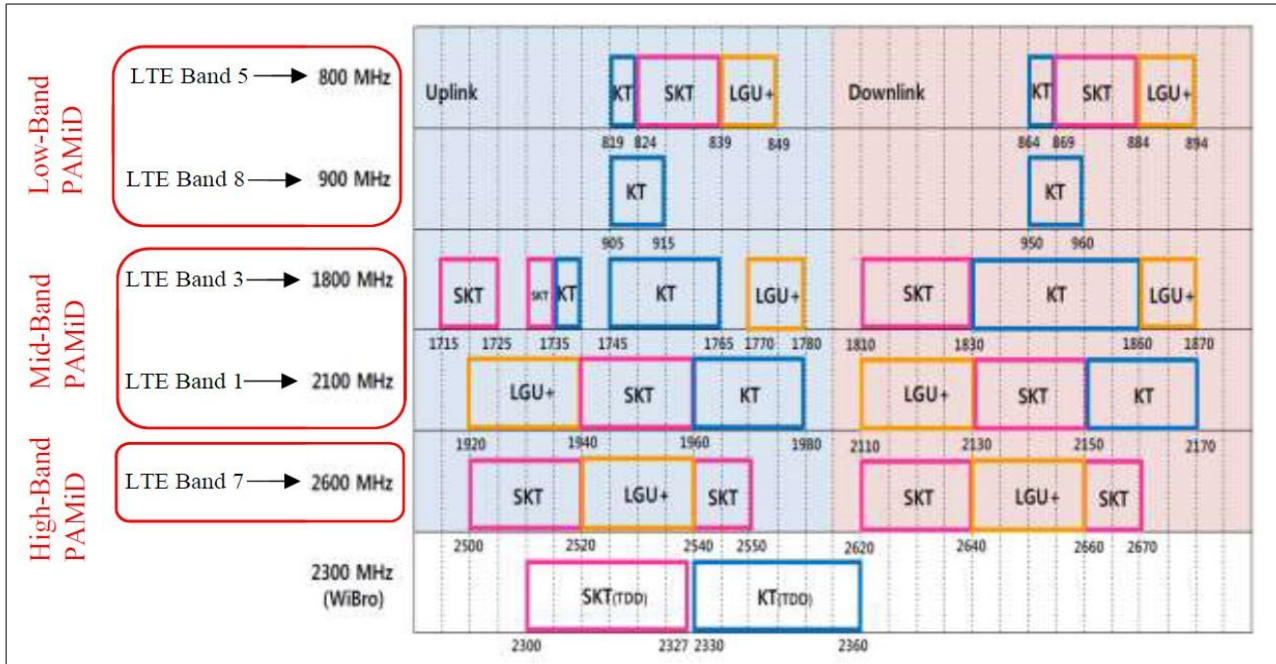 Low-Band
PAMiD
LTE Band 5
800 MHz
Uplink
KT
SKT
LGU+
Downlink
KT
SKT
LGU+
819
824
839
849
864
869
884
894
LTE Band 8
900 MHz
KT
KT
905
915
950
960
Mid-Band
PAMiD
LTE Band 3
1800 MHz
SKT
SKT
KT
KT
LGU+
SKT
KT
LGU+
1715
1725
1735
1745
1765
1770
1780
1810
1830
1860
1870
LTE Band 1
2100 MHz
LGU+
SKT
KT
LGU+
SKT
KT
1920
1940
1960
1980
2110
2130
2150
2170
High-Band
PAMiD
LTE Band 7
2600 MHz
SKT
LGU+
SKT
SKT
LGU+
SKT
2500
2520
2540
2550
2620
2640
2660
2670
2300 MHz
(WiBro)
SKT(TDD)
KT(TDD)
2300
2327
2330
2360